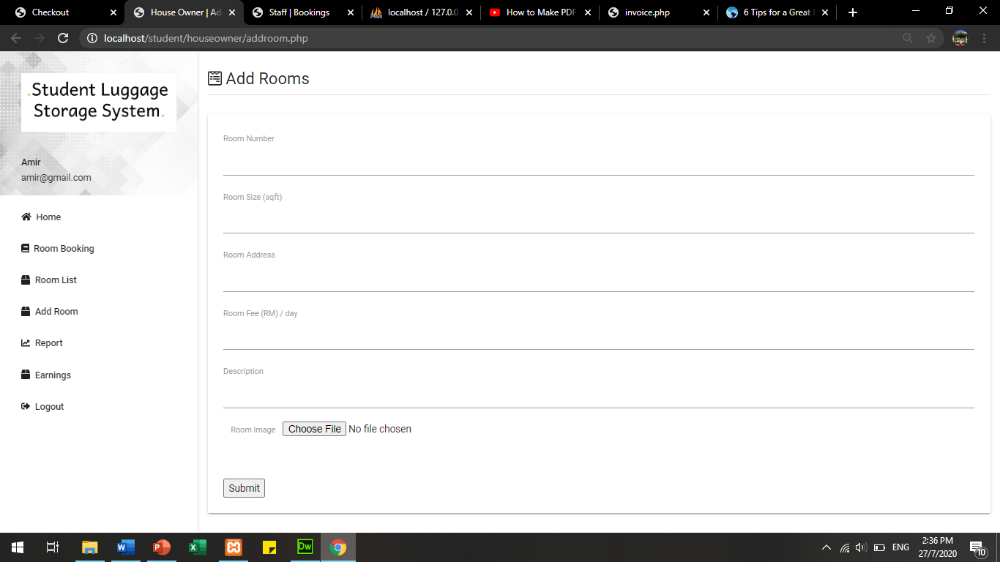 Checkout
House Owner | Ad
Staff | Bookings
localhost / 127.0.0
How to Make PDF
invoice.php
6 Tips for a Great
localhost/student/houseowner/addroom.php
.Student Luggage
Storage System.
Amir
amir@gmail.com
Home
Room Booking
Room List
Add Room
Report
Earnings
Logout
Add Rooms
Room Number
Room Size (sqft)
Room Address
Room Fee (RM) / day
Description
Room Image Choose File No file chosen
Submit
W
P
X
Dw
ENG
2:36 PM
27/7/2020
10